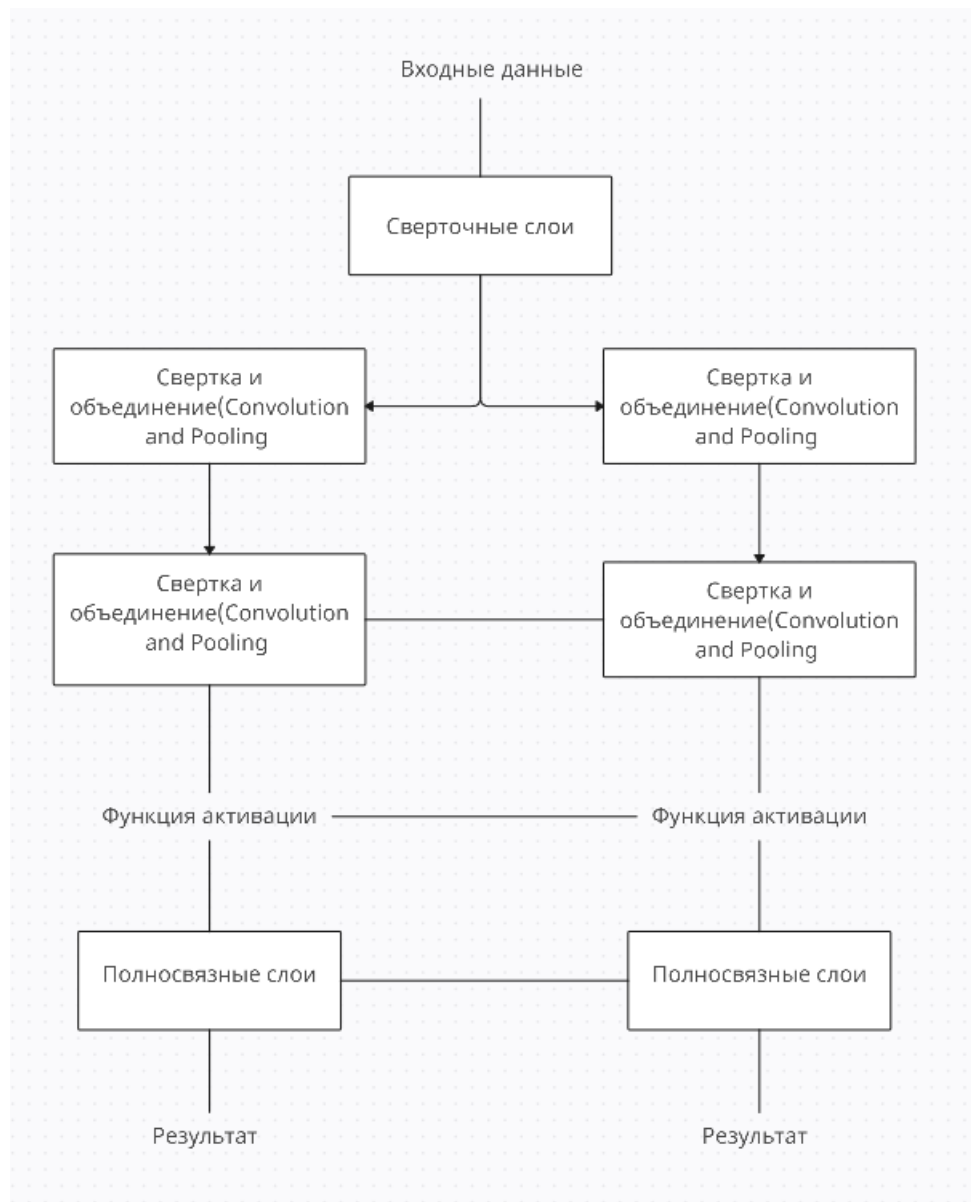 Входные данные
Сверточные слои
Свертка и
объединение(Convolution
and Pooling
Свертка и
объединение(Convolution
and Pooling
Свертка и
объединение(Convolution
and Pooling
Свертка и
объединение(Convolution
and Pooling
Функция активации
Функция активации
Полносвязные слои
Полносвязные слои
Результат
Результат